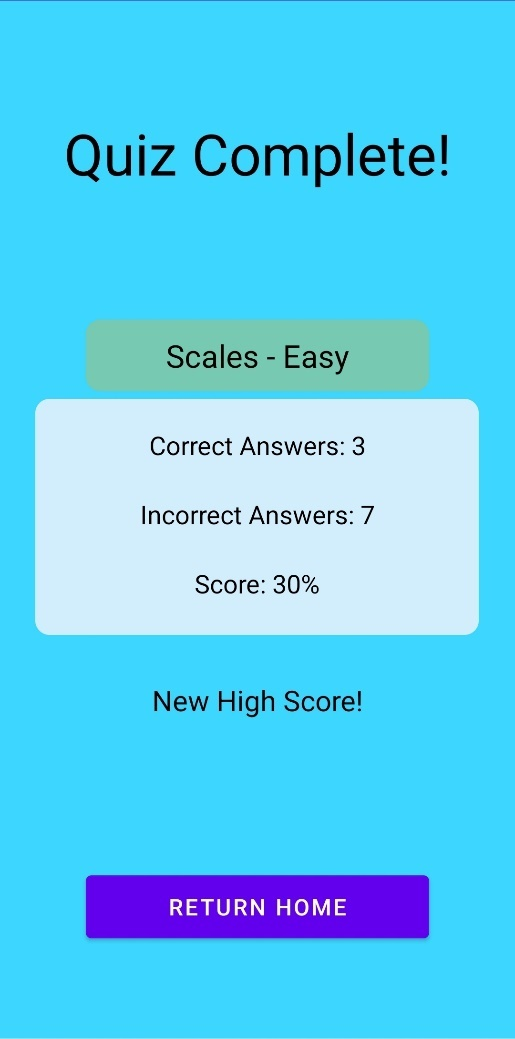 Quiz Complete!
Scales - Easy
Correct Answers: 3
Incorrect Answers: 7
Score: 30%
New High Score!
RETURN HOME